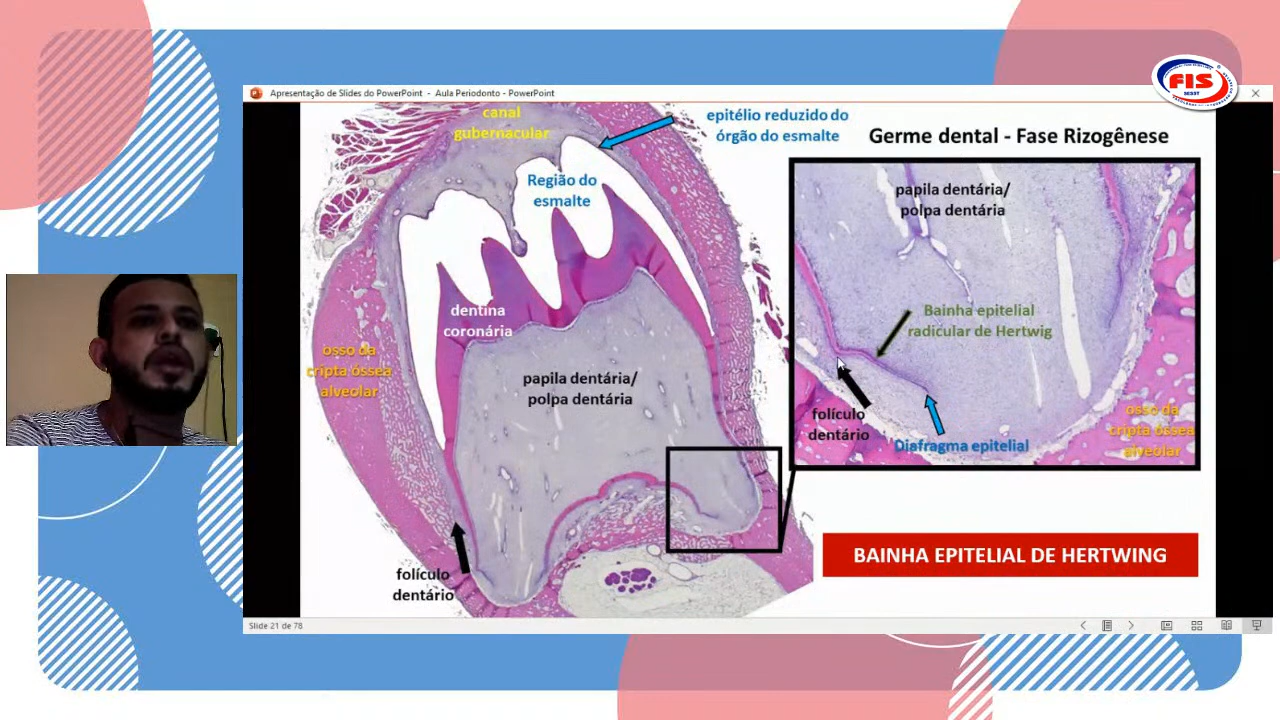 FIS
SESST
Apresentação de Slides do PowerPoint - Aula Periodonto - PowerPoint
canal
gubernacular
epitélio reduzido do
órgão do esmalte
Germe dental - Fase Rizogênese
Região do
esmalte
dentina
coronária
osso da
cripta óssea
alveolar
papila dentária/
polpa dentária
folículo
dentário
papila dentária/
polpa dentária
Bainha epitelial
radicular de Hertwig
folículo
dentário
Diafragma epitelial
osso da
cripta óssea
alveolar
BAINHA EPITELIAL DE HERTWING
Slide 21 de 78